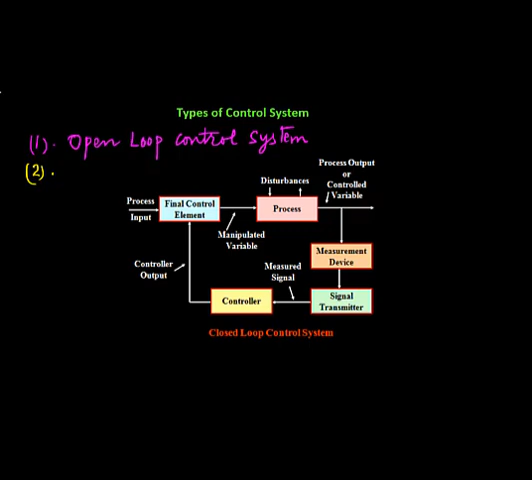 Types of Control System
(1). Open Loop control System
(2).
Process Output
or
Controlled
Variable
Disturbances
Process
Input
Final Control
Element
Process
Manipulated
Variable
Measurement
Device
Controller
Output
Measured
Signal
Controller
Signal
Transmitter
Closed Loop Control System